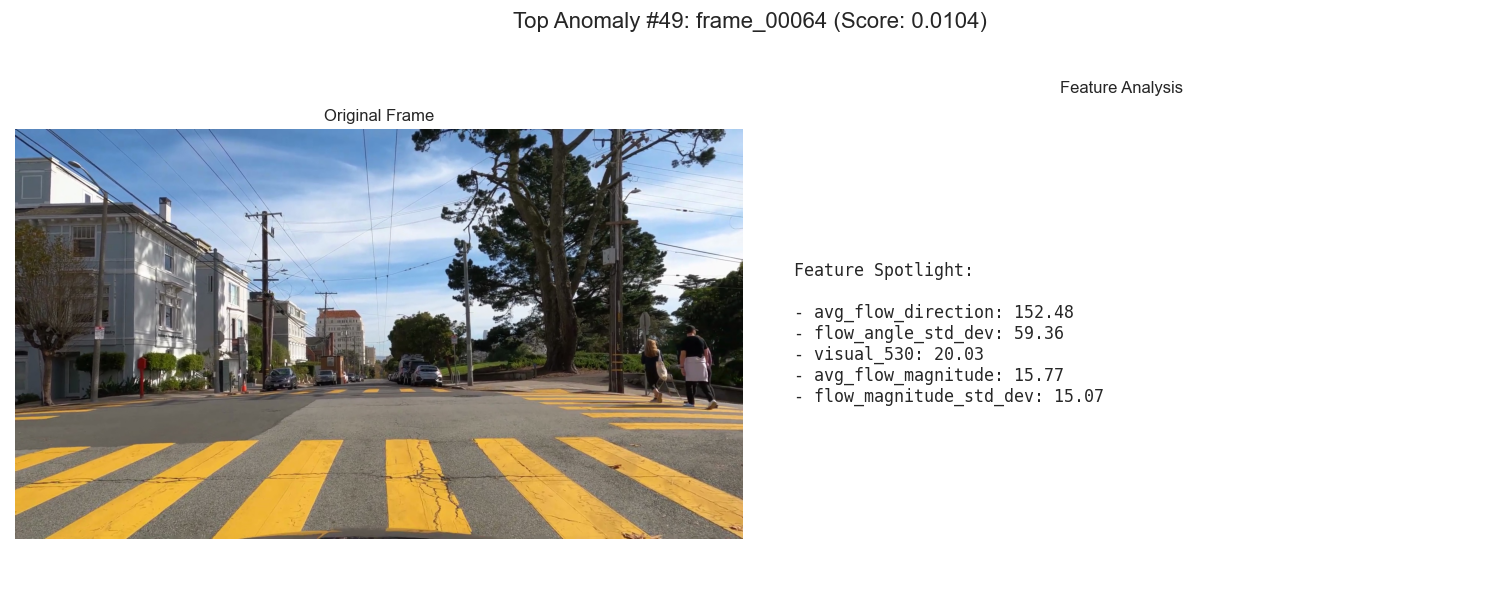 Top Anomaly #49: frame_00064 (Score: 0.0104)
Original Frame
Feature Analysis
Feature Spotlight:
- avg_flow_direction: 152.48
- flow_angle_std_dev: 59.36
- visual_530: 20.03
- avg_flow_magnitude: 15.77
- flow_magnitude_std_dev: 15.07